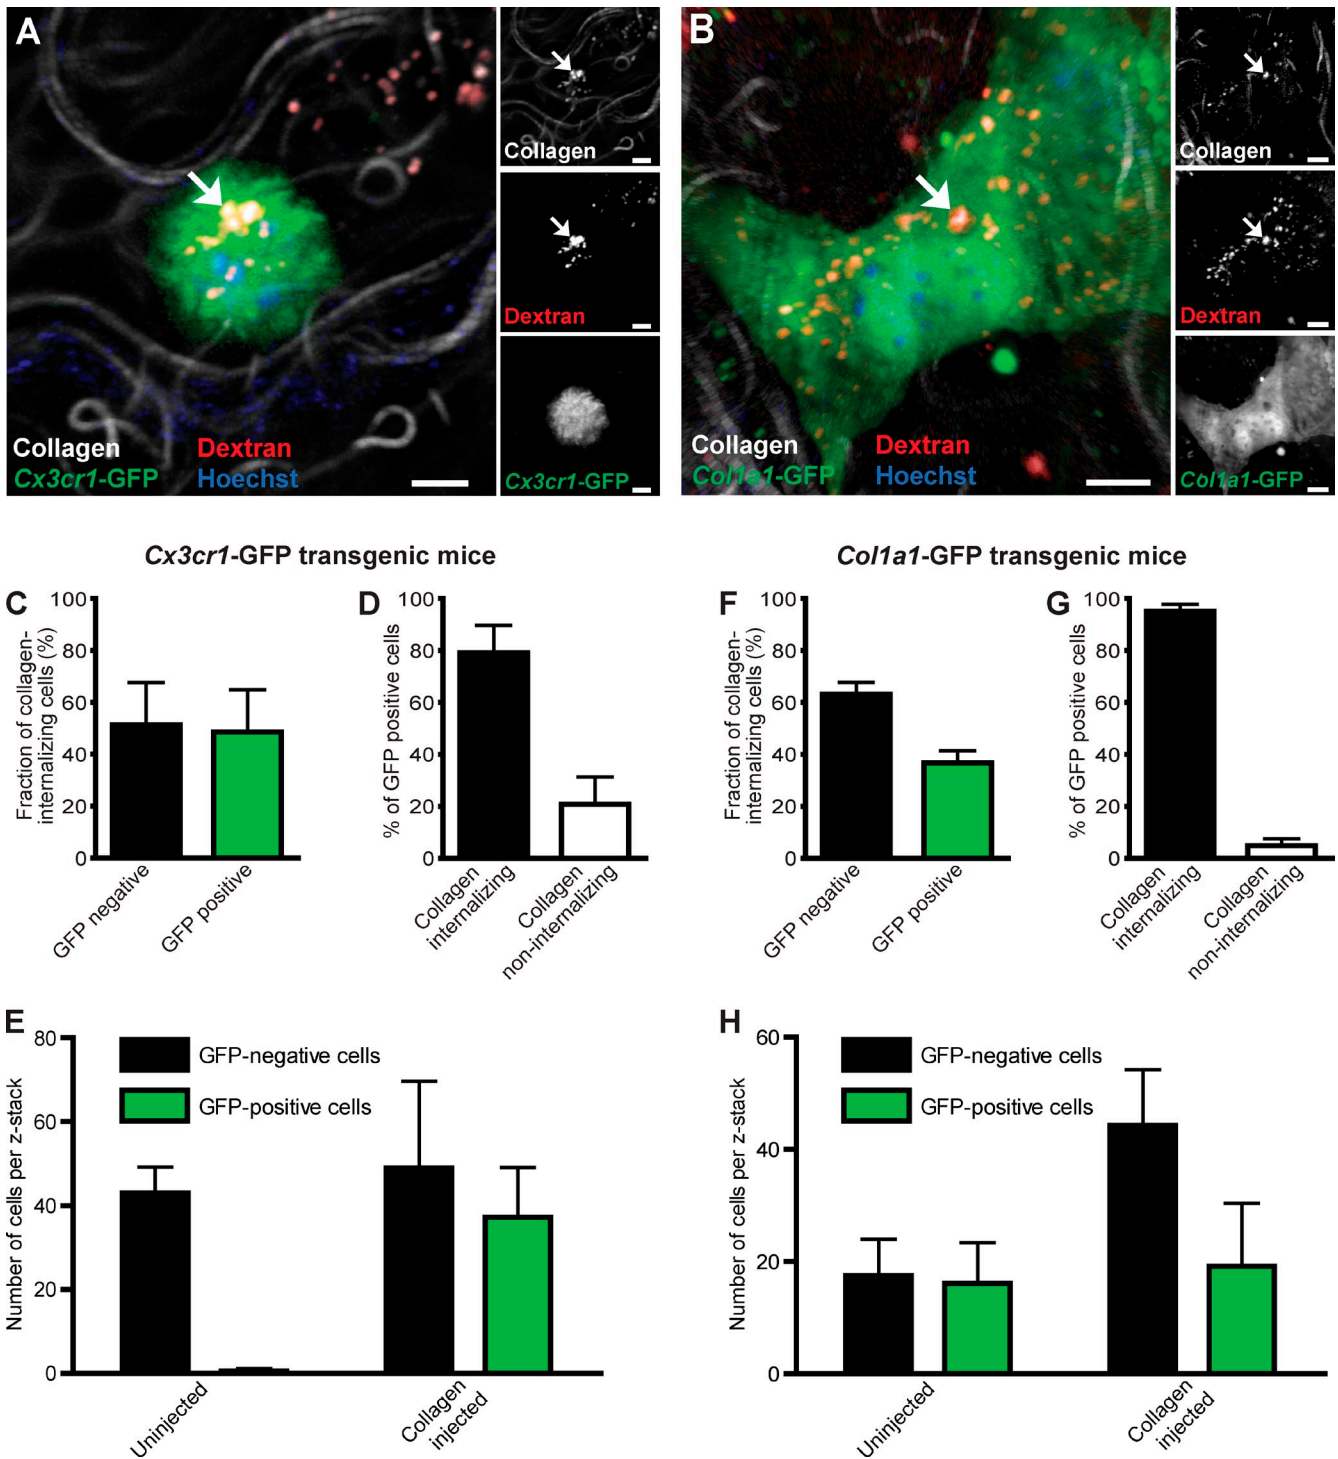 A
Collagen
Dextran
Cx3cr1-GFP
Collagen
Dextran
Cx3cr1-GFP
Hoechst
B
Collagen
Dextran
Col1a1-GFP
Collagen
Dextran
Col1a1-GFP
Hoechst
Cx3cr1-GFP transgenic mice
Col1a1-GFP transgenic mice
C
Fraction of collagen-
internalizing cells (%)
100
80
60
40
20
0
GFP negative
GFP positive
D
% of GFP positive cells
100
80
60
40
20
0
Collagen
internalizing
Collagen
non-internalizing
F
Fraction of collagen-
internalizing cells (%)
100
80
60
40
20
0
GFP negative
GFP positive
G
% of GFP positive cells
100
80
60
40
20
0
Collagen
internalizing
Collagen
non-internalizing
E
Number of cells per z-stack
80
60
40
20
0
GFP-negative cells
GFP-positive cells
Uninjected
Collagen
injected
H
Number of cells per z-stack
60
40
20
0
GFP-negative cells
GFP-positive cells
Uninjected
Collagen
injected